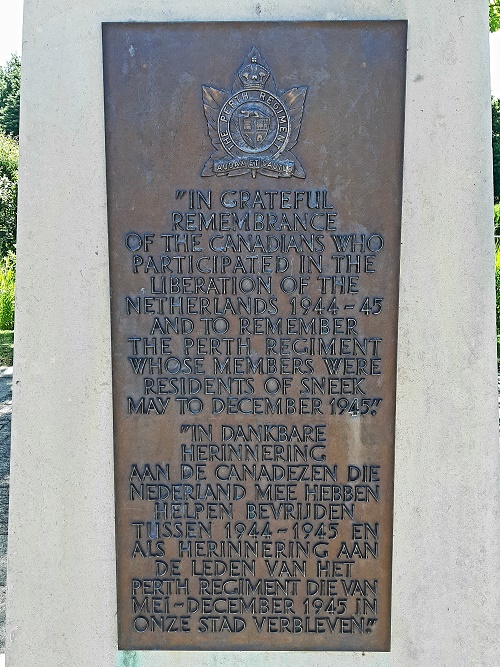 THE PERTH REGIMENT
AUDAX ET CAUTUS
"IN GRATEFUL
REMEMBRANCE
OF THE CANADIANS WHO
PARTICIPATED IN THE
LIBERATION OF THE
NETHERLANDS 1944-45
AND TO REMEMBER
THE PERTH REGIMENT
WHOSE MEMBERS WERE
RESIDENTS OF SNEEK
MAY TO DECEMBER 1945."
"IN DANKBARE
HERINNERING
AAN DE CANADEZEN DIE
NEDERLAND MEE HEBBEN
HELPEN BEVRIJDEN
TUSSEN 1944-1945 EN
ALS HERINNERING AAN
DE LEDEN VAN HET
PERTH REGIMENT DIE VAN
MEI-DECEMBER 1945 IN
ONZE STAD VERBLEVEN."